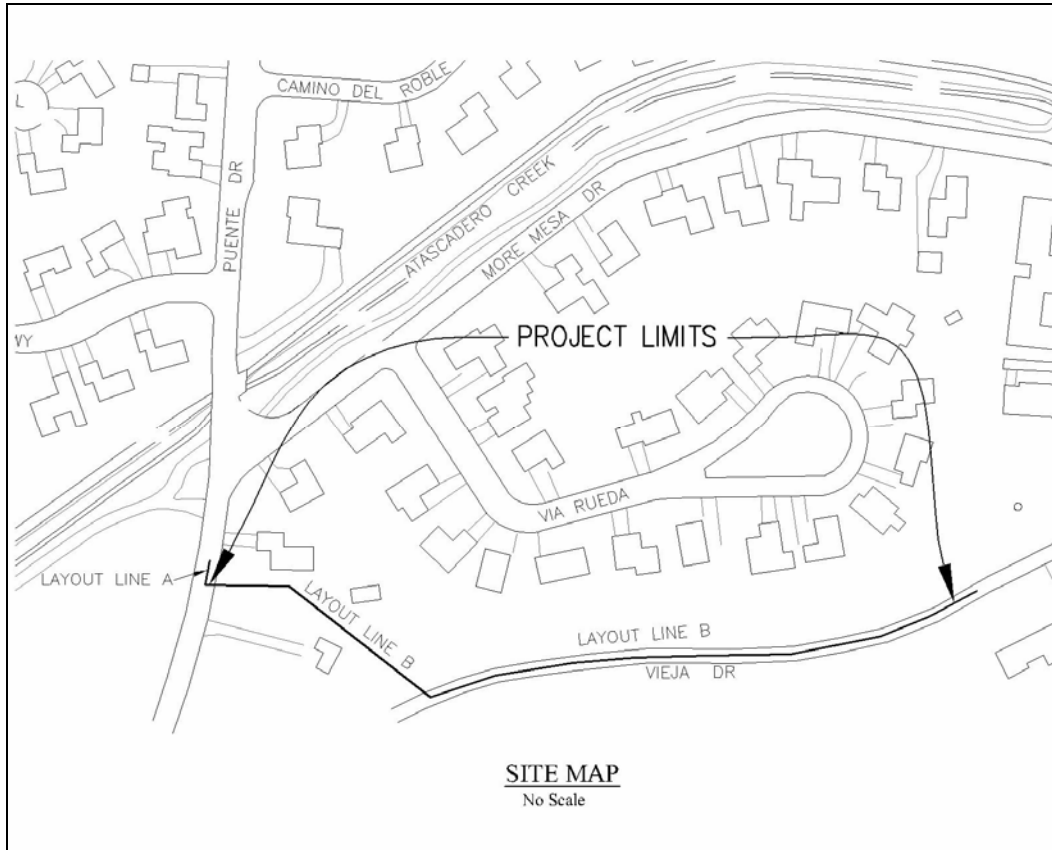 CAMINO DEL ROBLE
L
PUENTE DR
ATASCADERO CREEK
MORE MESA DR
WY
PROJECT LIMITS
VIA RUEDA
LAYOUT LINE A
LAYOUT LINE B
LAYOUT LINE B
VIEJA DR
SITE MAP
No Scale